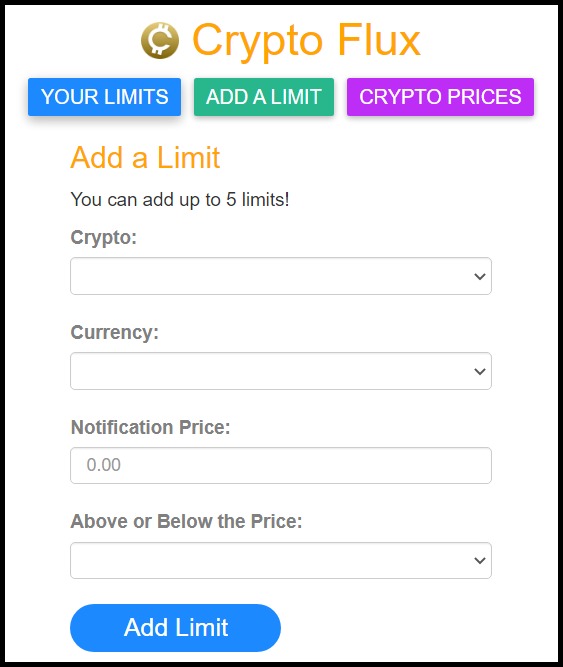 Crypto Flux
YOUR LIMITS ADD A LIMIT CRYPTO PRICES
Add a Limit
You can add up to 5 limits!
Crypto:
Currency:
Notification Price:
0.00
Above or Below the Price:
Add Limit